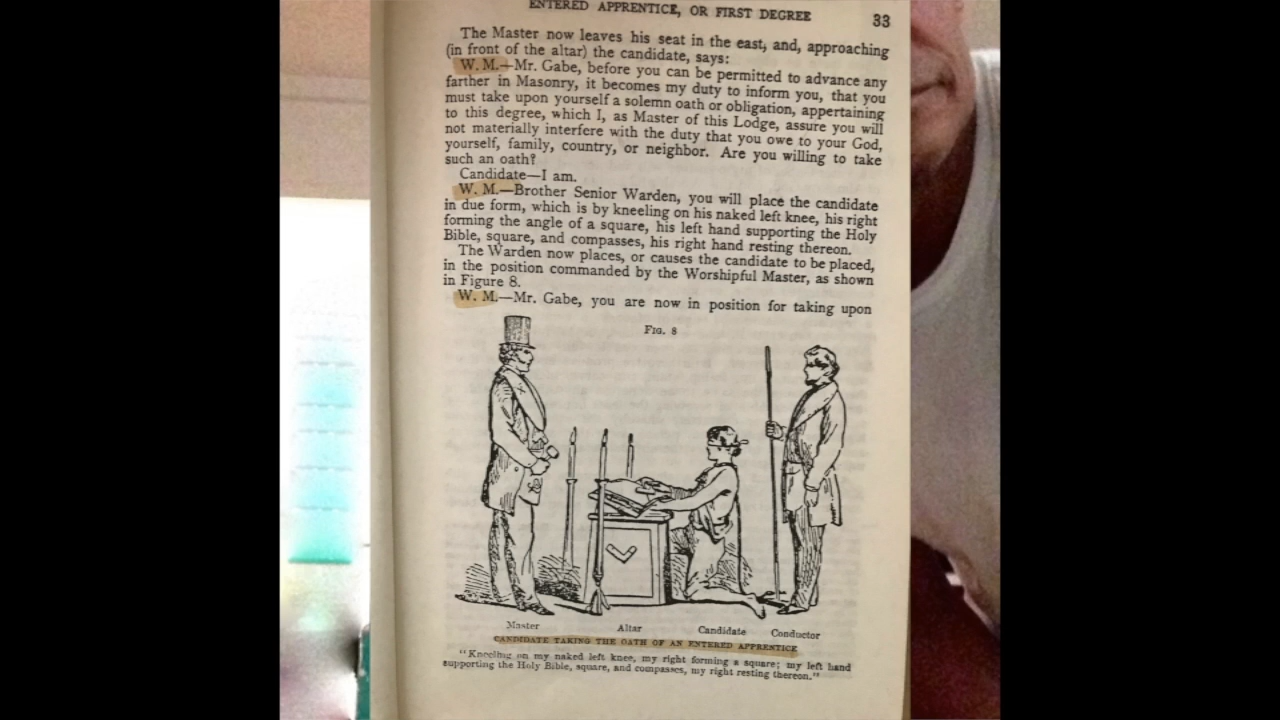 ENTERED APPRENTICE, OR FIRST DEGREE 33
The Master now leaves his seat in the east, and, approaching
(in front of the altar) the candidate, says:
W. M.—Mr. Gabe, before you can be permitted to advance any
farther in Masonry, it becomes my duty to inform you, that you
must take upon yourself a solemn oath or obligation, appertaining
to this degree, which I, as Master of this Lodge, assure you will
not materially interfere with the duty that you owe to your God,
yourself, family, country, or neighbor. Are you willing to take
such an oath?
Candidate—I am.
W. M.—Brother Senior Warden, you will place the candidate
in due form, which is by kneeling on his naked left knee, his right
forming the angle of a square, his left hand supporting the Holy
Bible, square, and compasses, his right hand resting thereon.
The Warden now places, or causes the candidate to be placed,
in the position commanded by the Worshipful Master, as shown
in Figure 8.
W. M.—Mr. Gabe, you are now in position for taking upon
FIG. 8
Master Altar Candidate Conductor
CANDIDATE TAKING THE OATH OF AN ENTERED APPRENTICE
"Kneeling on my naked left knee, my right forming a square; my left hand
supporting the Holy Bible, square, and compasses, my right resting thereon."